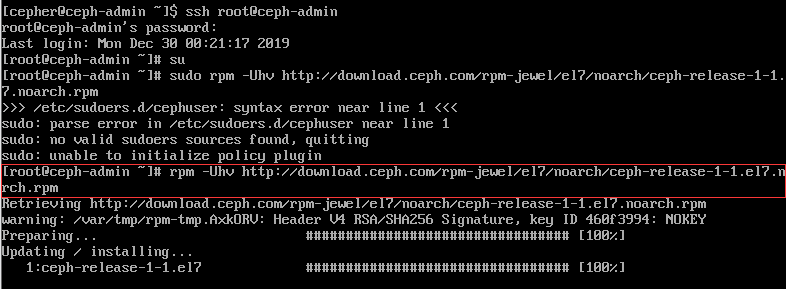 [cepher@ceph-admin ~]$ ssh root@ceph-admin
root@ceph-admin's password:
Last login: Mon Dec 30 00:21:17 2019
[root@ceph-admin ~]# su
[root@ceph-admin ~]# sudo rpm -Uhv http://download.ceph.com/rpm-jewel/el7/noarch/ceph-release-1-1.
7.noarch.rpm
>>> /etc/sudoers.d/cephuser: syntax error near line 1 <<<
sudo: parse error in /etc/sudoers.d/cephuser near line 1
sudo: no valid sudoers sources found, quitting
sudo: unable to initialize policy plugin
[root@ceph-admin ~]# rpm -Uhv http://download.ceph.com/rpm-jewel/el7/noarch/ceph-release-1-1.el7.n
rch.rpm
Retrieving http://download.ceph.com/rpm-jewel/el7/noarch/ceph-release-1-1.el7.noarch.rpm
warning: /var/tmp/rpm-tmp.AxkORV: Header V4 RSA/SHA256 Signature, key ID 460f3994: NOKEY
Preparing... ################################# [100%]
Updating / installing...
1:ceph-release-1-1.el7 ################################# [100%]